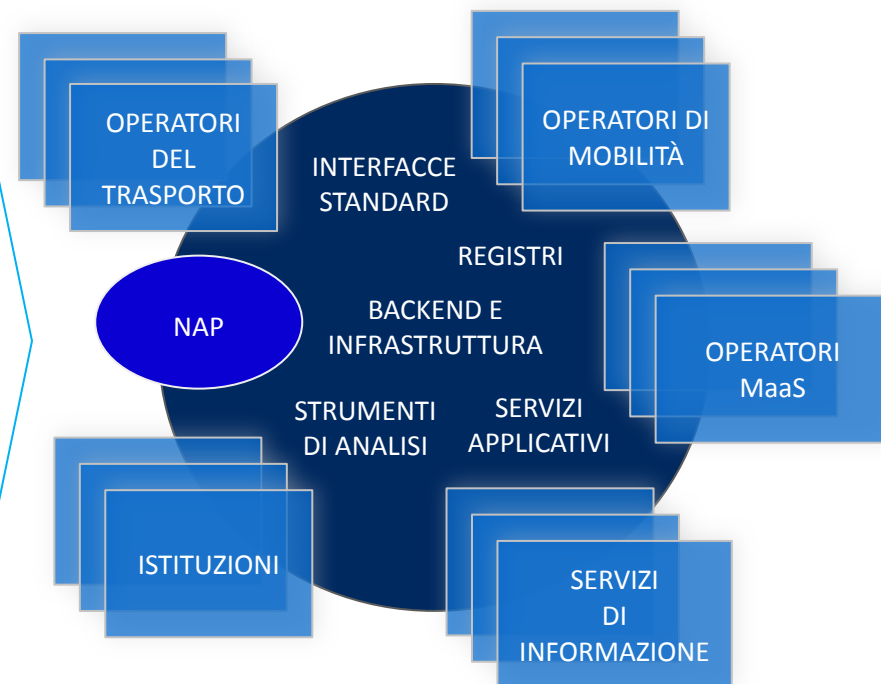 OPERATORI
DEL
TRASPORTO
OPERATORI DI
MOBILITÀ
INTERFACCE
STANDARD
REGISTRI
NAP
BACKEND E
INFRASTRUTTURA
OPERATORI
MaaS
STRUMENTI
DI ANALISI
SERVIZI
APPLICATIVI
ISTITUZIONI
SERVIZI
DI
INFORMAZIONE